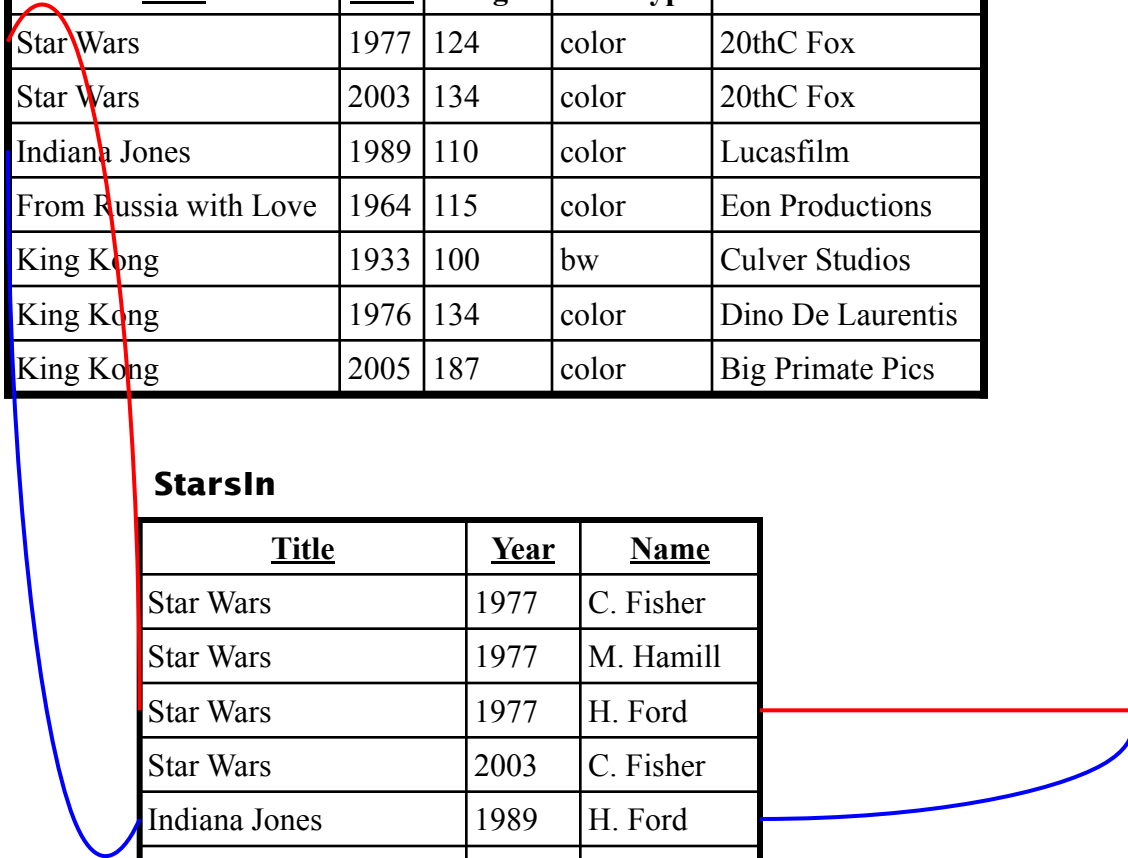 Star Wars 1977 124 color 20thC Fox
Star Wars 2003 134 color 20thC Fox
Indiana Jones 1989 110 color Lucasfilm
From Russia with Love 1964 115 color Eon Productions
King Kong 1933 100 bw Culver Studios
King Kong 1976 134 color Dino De Laurentis
King Kong 2005 187 color Big Primate Pics
StarsIn
Title Year Name
Star Wars 1977 C. Fisher
Star Wars 1977 M. Hamill
Star Wars 1977 H. Ford
Star Wars 2003 C. Fisher
Indiana Jones 1989 H. Ford